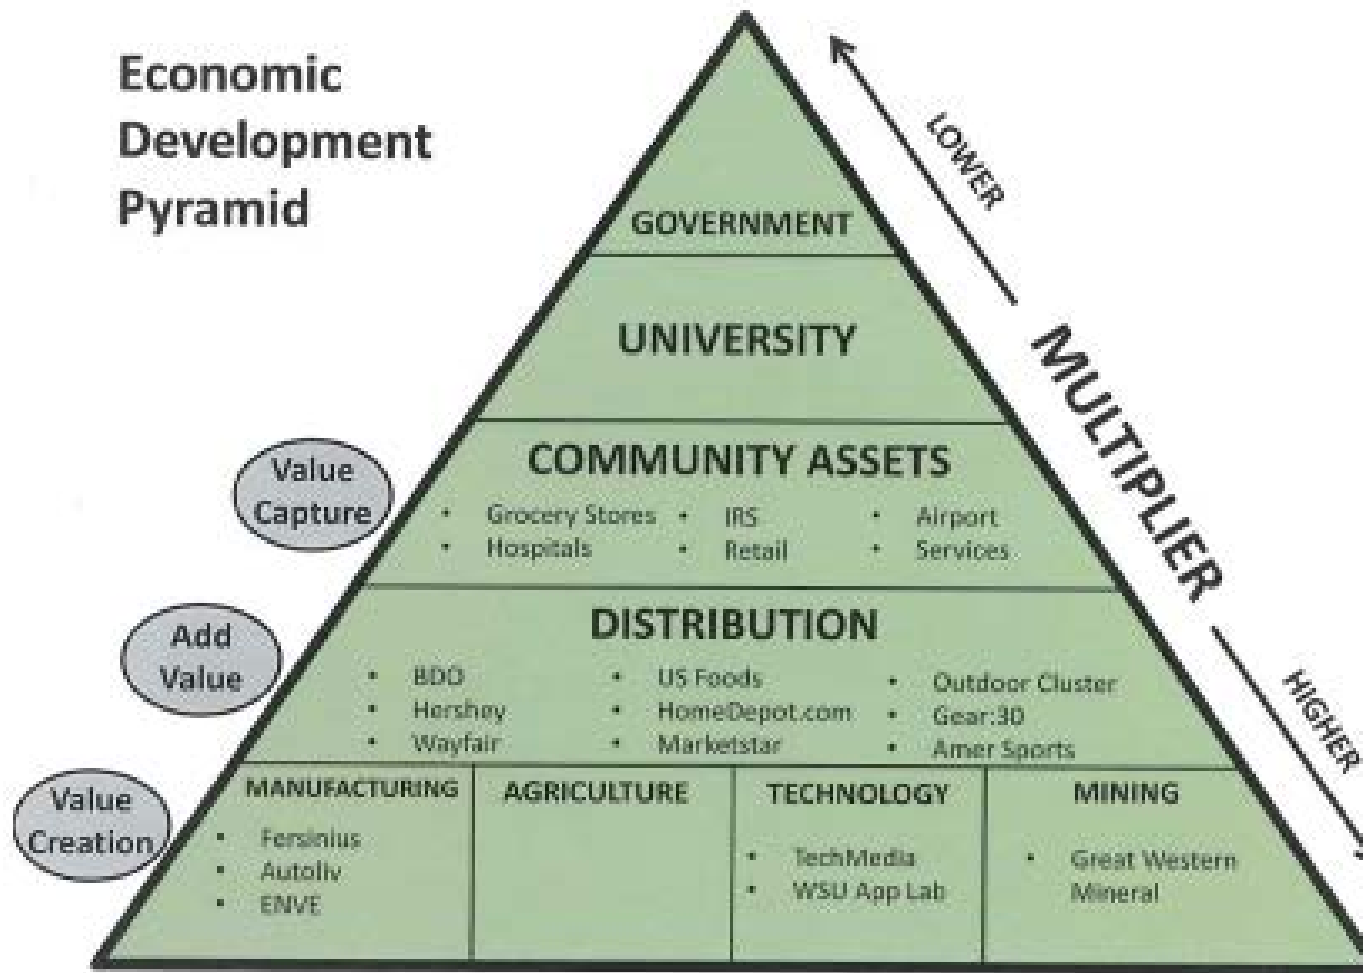 Economic
Development
Pyramid
LOWER
MULTIPLIER
HIGHER
GOVERNMENT
UNIVERSITY
Value
Capture
COMMUNITY ASSETS
• Grocery Stores • IRS • Airport
• Hospitals • Retail • Services
Add
Value
DISTRIBUTION
• BDO • US Foods • Outdoor Cluster
• Hershey • HomeDepot.com • Gear:30
• Wayfair • Marketstar • Amer Sports
Value
Creation
MANUFACTURING
• Fersinius
• Autoliv
• ENVE
AGRICULTURE
TECHNOLOGY
• TechMedia
• WSU App Lab
MINING
• Great Western
Mineral